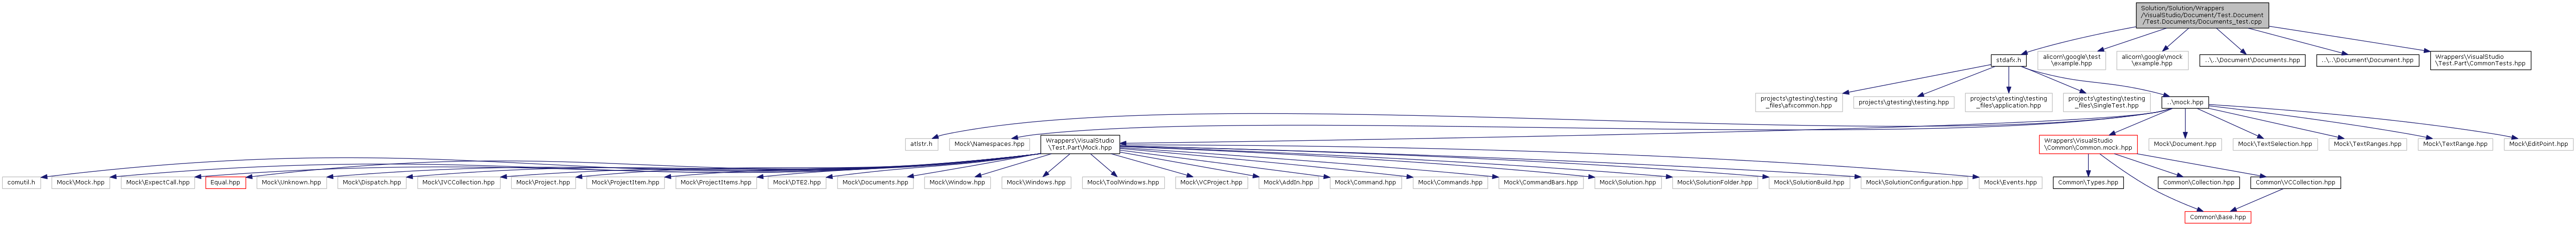 Solution/Solution/Wrappers
/VisualStudio/Document/Test.Document
/Test.Documents/Documents_test.cpp
stdafx.h
alicorn\google\test
\example.hpp
alicorn\google\mock
\example.hpp
..\..\Document\Documents.hpp
..\..\Document\Document.hpp
Wrappers\VisualStudio
\Test.Part\CommonTests.hpp
projects\gtesting\testing
_files\afxcommon.hpp
projects\gtesting\testing.hpp
projects\gtesting\testing
_files\application.hpp
projects\gtesting\testing
_files\SingleTest.hpp
..\mock.hpp
atlstr.h
Mock\Namespaces.hpp
Wrappers\VisualStudio
\Test.Part\Mock.hpp
Wrappers\VisualStudio
\Common\Common.mock.hpp
Mock\Document.hpp
Mock\TextSelection.hpp
Mock\TextRanges.hpp
Mock\TextRange.hpp
Mock\EditPoint.hpp
comutil.h
Mock\Mock.hpp
Mock\ExpectCall.hpp
Equal.hpp
Mock\Unknown.hpp
Mock\Dispatch.hpp
Mock\IVCCollection.hpp
Mock\Project.hpp
Mock\ProjectItem.hpp
Mock\ProjectItems.hpp
Mock\DTE2.hpp
Mock\Documents.hpp
Mock\Window.hpp
Mock\Windows.hpp
Mock\ToolWindows.hpp
Mock\VCProject.hpp
Mock\AddIn.hpp
Mock\Command.hpp
Mock\Commands.hpp
Mock\CommandBars.hpp
Mock\Solution.hpp
Mock\SolutionFolder.hpp
Mock\SolutionBuild.hpp
Mock\SolutionConfiguration.hpp
Mock\Events.hpp
Common\Types.hpp
Common\Collection.hpp
Common\VCCollection.hpp
Common\Base.hpp